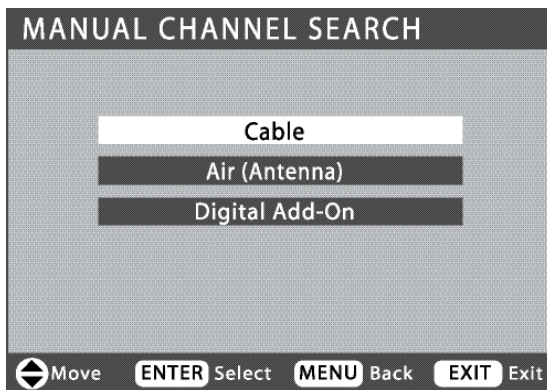 MANUAL CHANNEL SEARCH
Cable
Air (Antenna)
Digital Add-On
Move ENTER Select MENU Back EXIT Exit